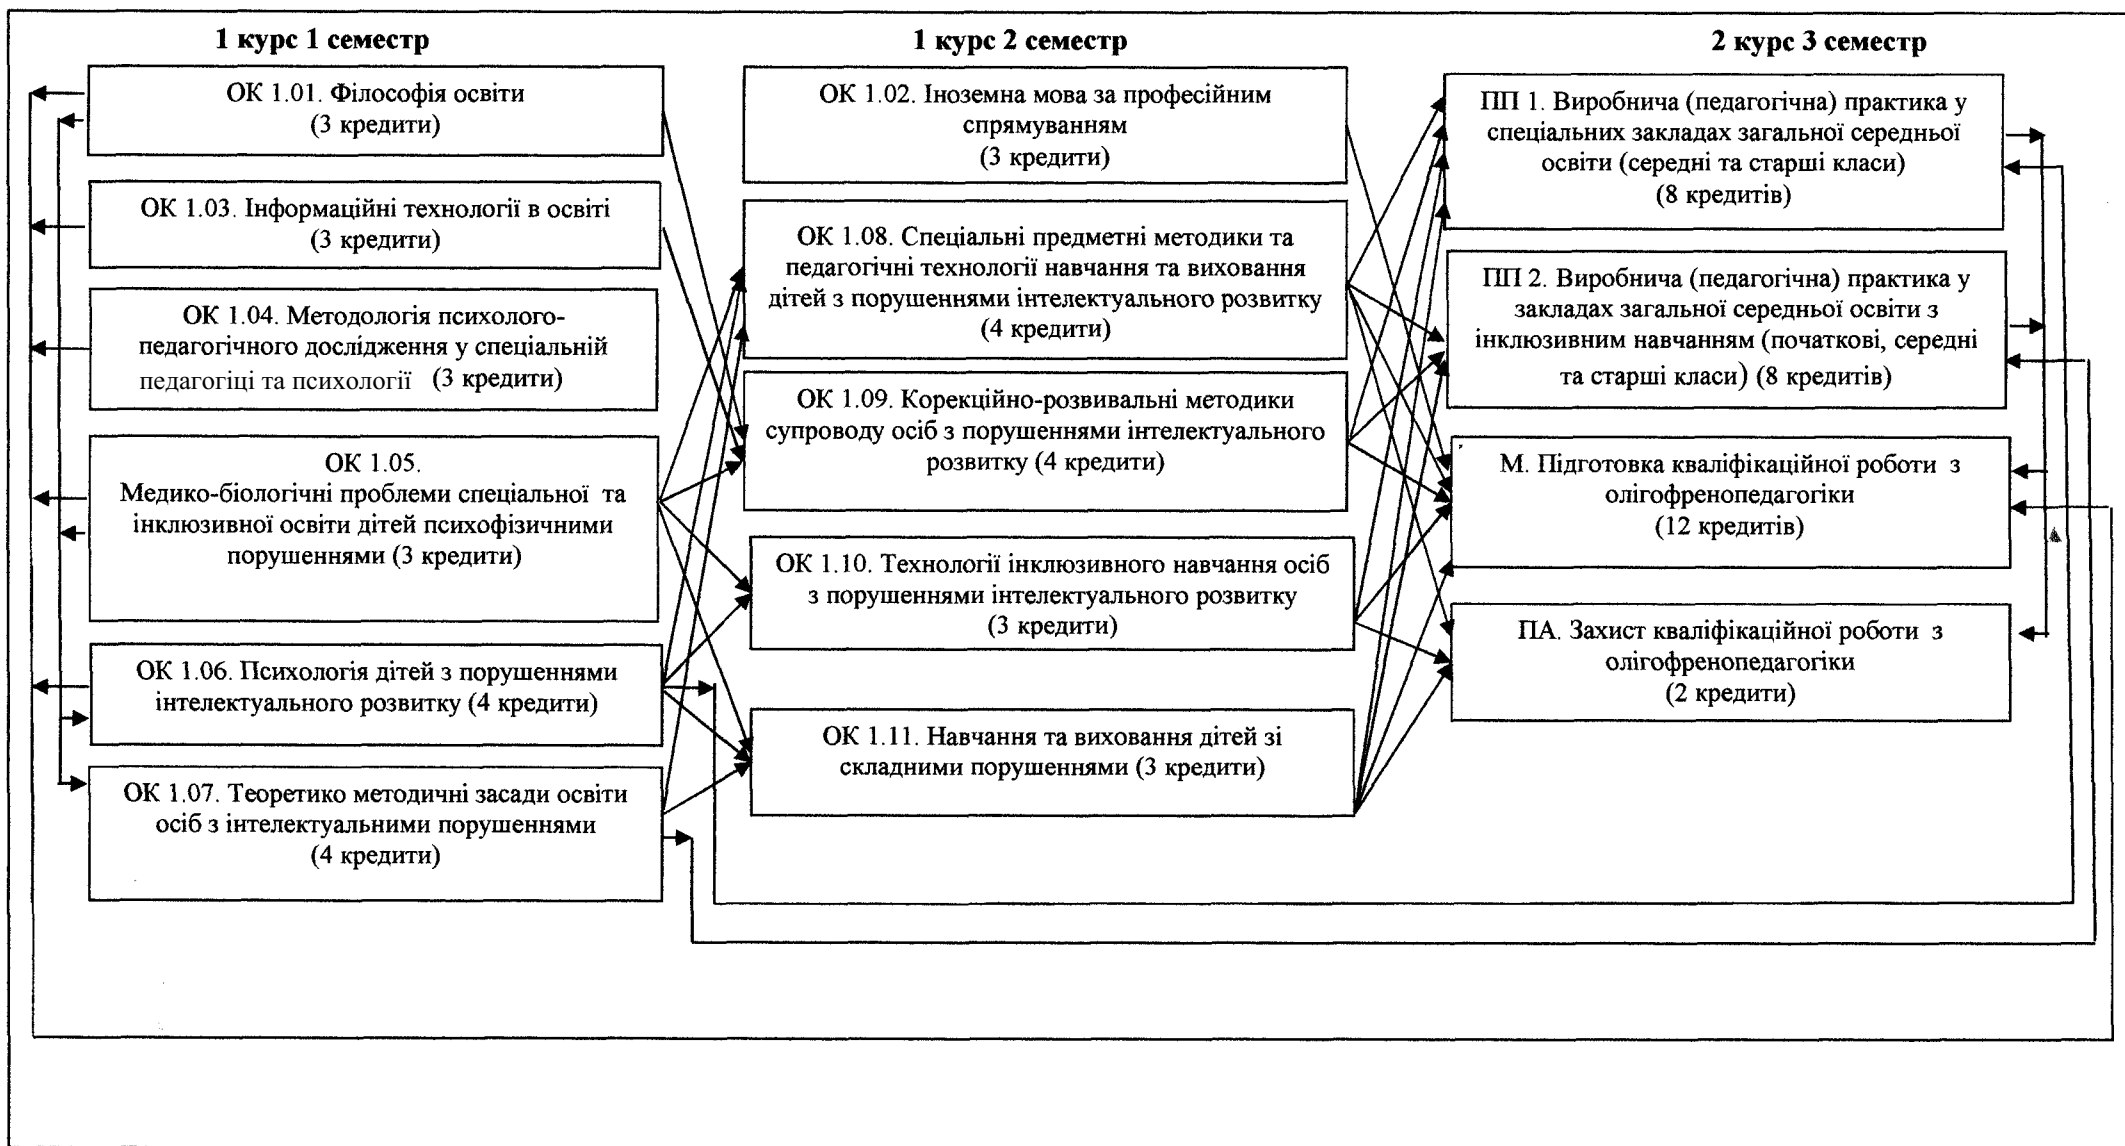 1 курс 1 семестр
ОК 1.01. Філософія освіти
(3 кредити)
ОК 1.03. Інформаційні технології в освіті
(3 кредити)
ОК 1.04. Методологія психолого-
педагогічного дослідження у спеціальній
педагогіці та психології (3 кредити)
ОК 1.05.
Медико-біологічні проблеми спеціальної та
інклюзивної освіти дітей психофізичними
порушеннями (3 кредити)
ОК 1.06. Психологія дітей з порушеннями
інтелектуального розвитку (4 кредити)
ОК 1.07. Теоретико методичні засади освіти
осіб з інтелектуальними порушеннями
(4 кредити)
1 курс 2 семестр
ОК 1.02. Іноземна мова за професійним
спрямуванням
(3 кредити)
ОК 1.08. Спеціальні предметні методики та
педагогічні технології навчання та виховання
дітей з порушеннями інтелектуального розвитку
(4 кредити)
ОК 1.09. Корекційно-розвивальні методики
супроводу осіб з порушеннями інтелектуального
розвитку (4 кредити)
ОК 1.10. Технології інклюзивного навчання осіб
з порушеннями інтелектуального розвитку
(3 кредити)
ОК 1.11. Навчання та виховання дітей зі
складними порушеннями (3 кредити)
2 курс 3 семестр
ПП 1. Виробнича (педагогічна) практика у
спеціальних закладах загальної середньої
освіти (середні та старші класи)
(8 кредитів)
ПП 2. Виробнича (педагогічна) практика у
закладах загальної середньої освіти з
інклюзивним навчанням (початкові, середні
та старші класи) (8 кредитів)
М. Підготовка кваліфікаційної роботи з
олігофренопедагогіки
(12 кредитів)
ПА. Захист кваліфікаційної роботи з
олігофренопедагогіки
(2 кредити)